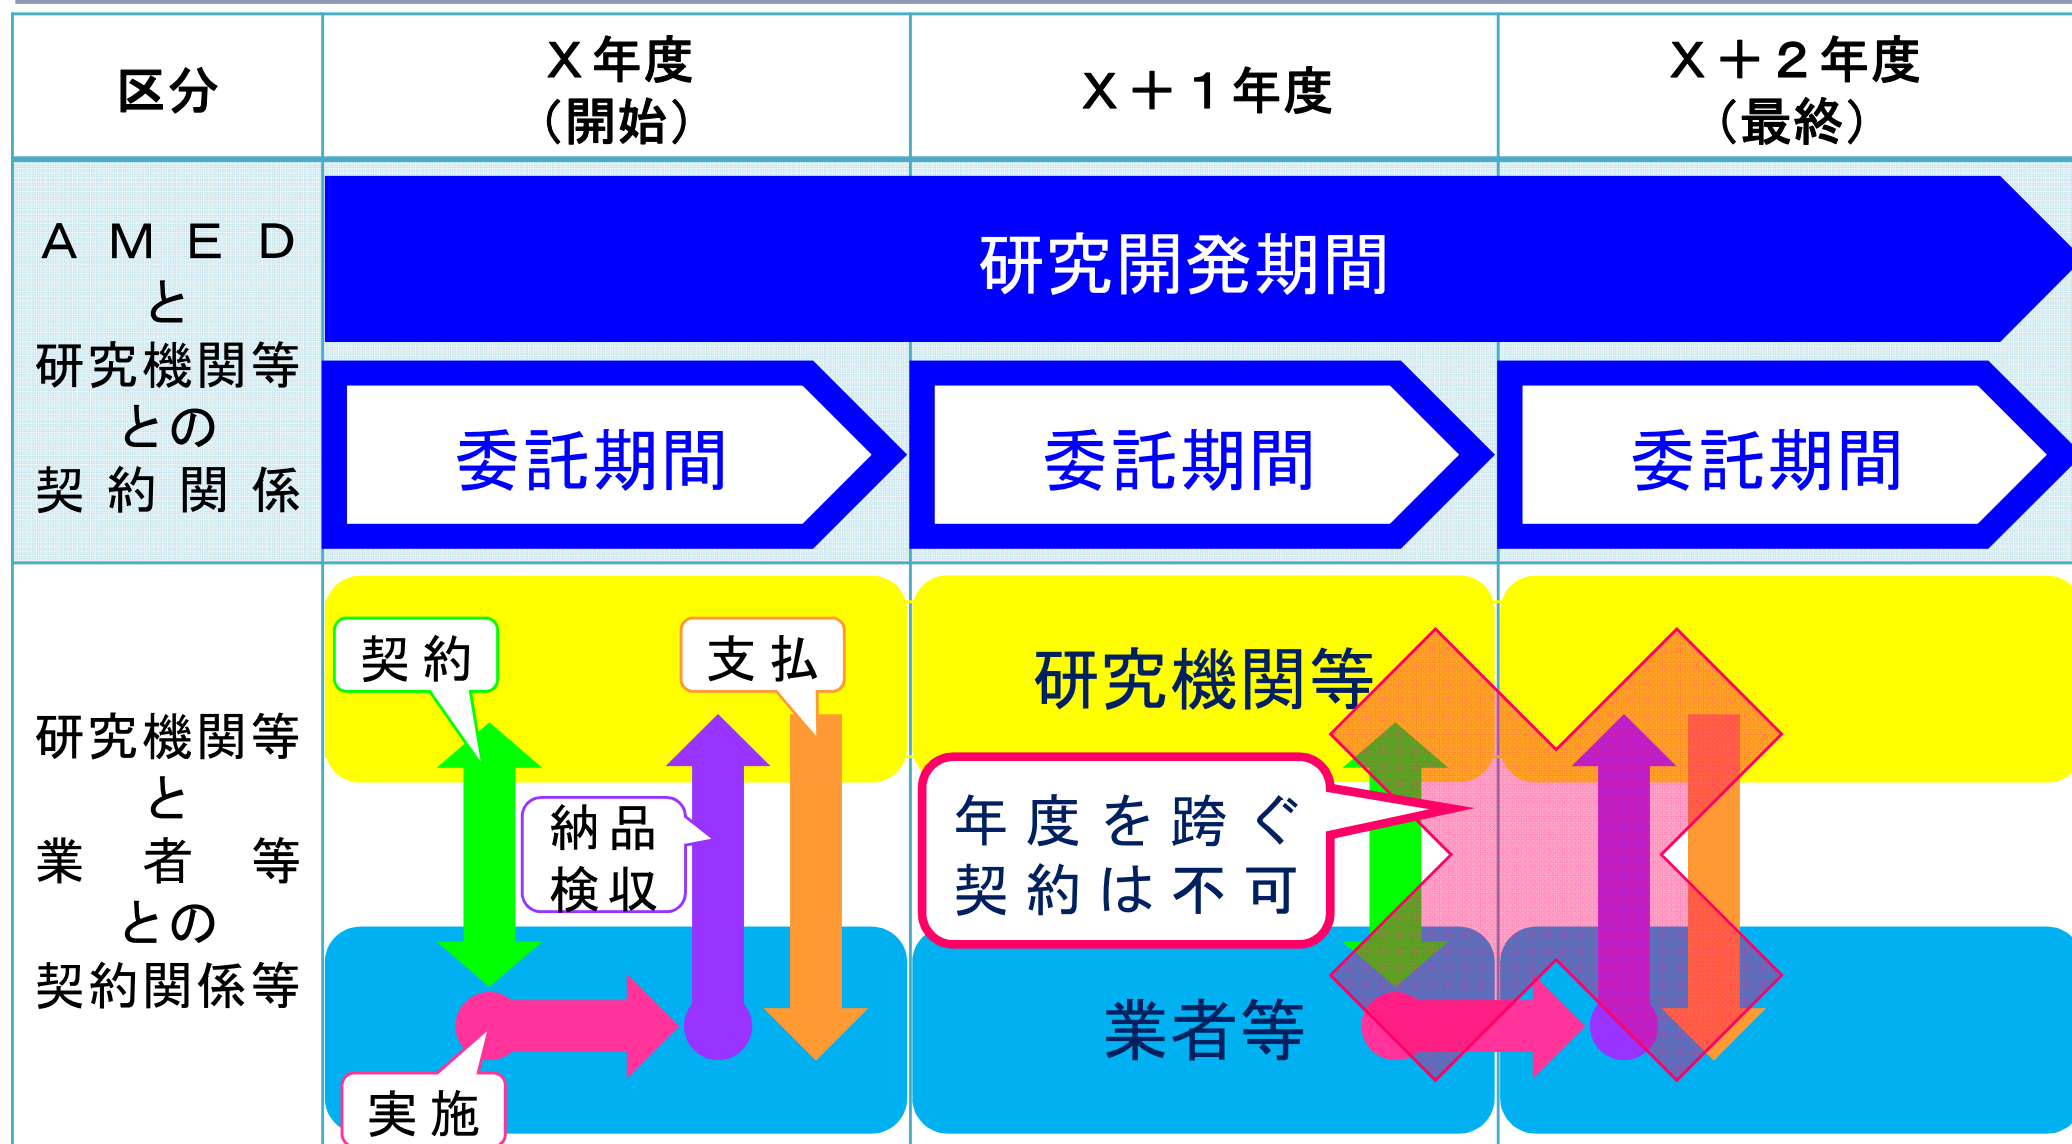 区分
X年度
（開始）
X＋１年度
X＋２年度
（最終）
ＡＭＥＤ
と
研究機関等
との
契約関係
研究開発期間
委託期間
委託期間
委託期間
研究機関等
と
業者等
との
契約関係等
契約
支払
納品
検収
実施
研究機関等
年度を跨ぐ
契約は不可
業者等